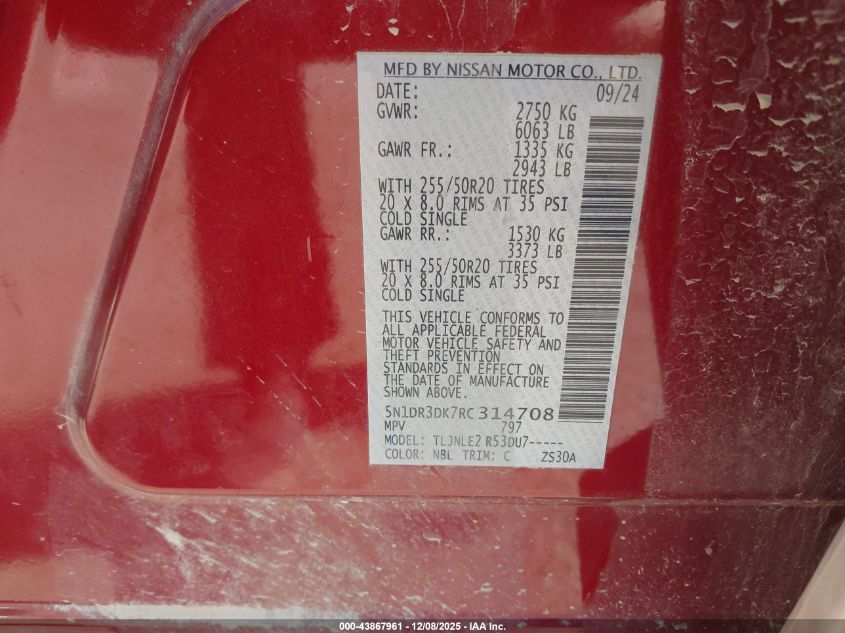 MFD BY NISSAN MOTOR CO., LTD.
DATE: 09/24
GVWR: 2750 KG
6063 LB
GAWR FR.: 1335 KG
2943 LB
WITH 255/50R20 TIRES
20 X 8.0 RIMS AT 35 PSI
COLD SINGLE
GAWR RR.: 1530 KG
3373 LB
WITH 255/50R20 TIRES
20 X 8.0 RIMS AT 35 PSI
COLD SINGLE
THIS VEHICLE CONFORMS TO
ALL APPLICABLE FEDERAL
MOTOR VEHICLE SAFETY AND
THEFT PREVENTION
STANDARDS IN EFFECT ON
THE DATE OF MANUFACTURE
SHOWN ABOVE.
5N1DR3DK7RC314708
MPV 797
MODEL: TLJNLE2 R53DU7-----
COLOR: NBL TRIM: C ZS30A
000-43867961 - 12/08/2025 - IAA Inc.